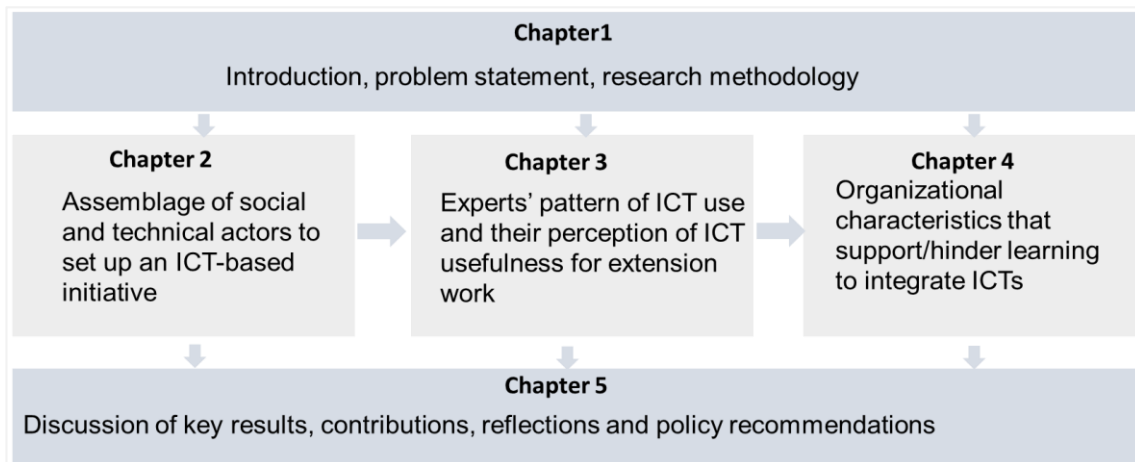 Chapter1
Introduction, problem statement, research methodology
Chapter 2
Assemblage of social
and technical actors to
set up an ICT-based
initiative
Chapter 3
Experts’ pattern of ICT use
and their perception of ICT
usefulness for extension
work
Chapter 4
Organizational
characteristics that
support/hinder learning
to integrate ICTs
Chapter 5
Discussion of key results, contributions, reflections and policy recommendations